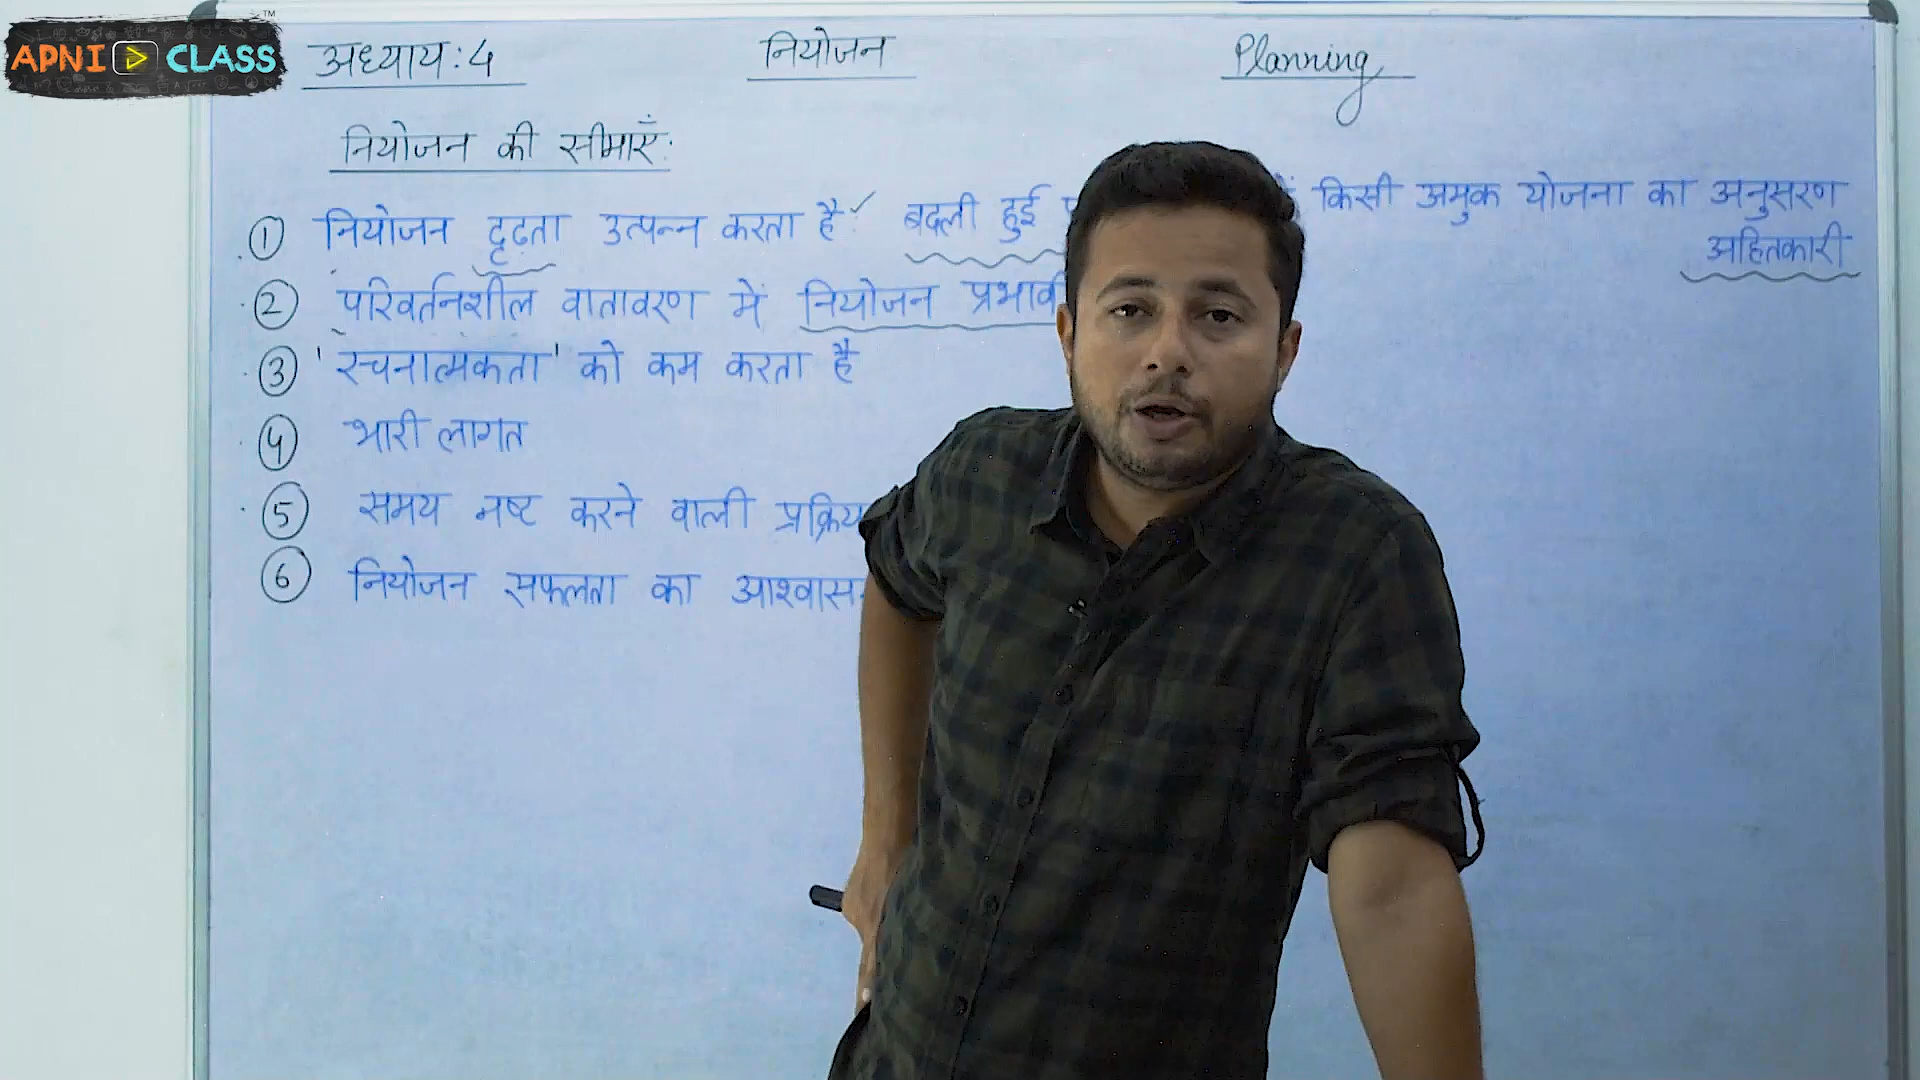 APNI CLASS TM
अध्याय: 4 नियोजन Planning
नियोजन की सीमाएँ:
① नियोजन दृढ़ता उत्पन्न करता है: बदली हुई में किसी अमुक योजना का अनुसरण
अहितकारी
② परिवर्तनशील वातावरण में नियोजन
③ 'रचनात्मकता' को कम करता है
④ भारी लागत
⑤ समय नष्ट करने वाली
⑥ नियोजन सफलता का